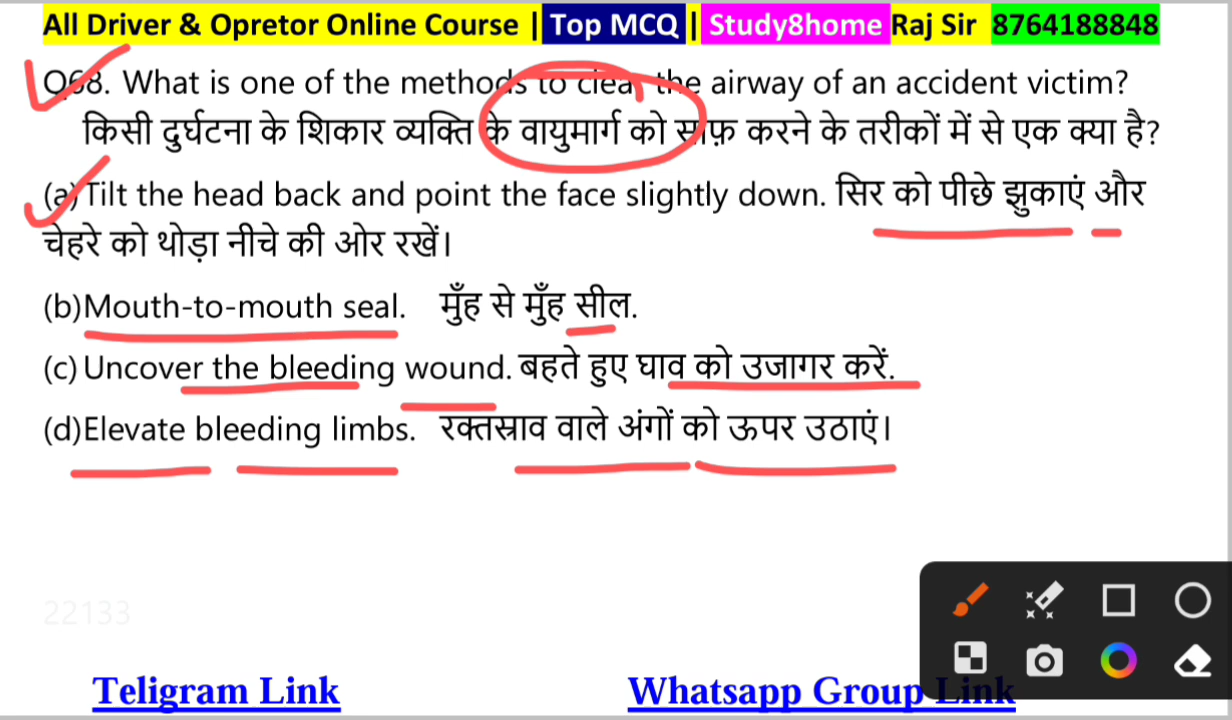 All Driver & Opretor Online Course | Top MCQ | Study8home Raj Sir 8764188848
Q68. What is one of the methods to clear the airway of an accident victim?
किसी दुर्घटना के शिकार व्यक्ति के वायुमार्ग को साफ़ करने के तरीकों में से एक क्या है?
(a) Tilt the head back and point the face slightly down. सिर को पीछे झुकाएं और
चेहरे को थोड़ा नीचे की ओर रखें।
(b) Mouth-to-mouth seal. मुँह से मुँह सील.
(c) Uncover the bleeding wound. बहते हुए घाव को उजागर करें.
(d) Elevate bleeding limbs. रक्तस्राव वाले अंगों को ऊपर उठाएं।
22133
Teligram Link Whatsapp Group Link